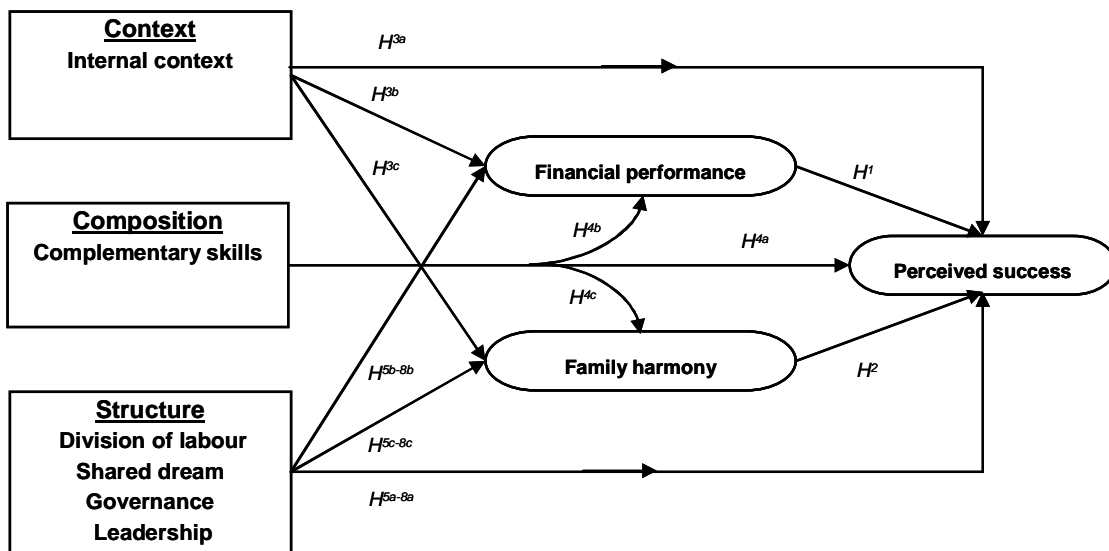 Context
Internal context
H3a
H3b
H3c
Financial performance
H1
Composition
Complementary skills
H4b
H4a
H4c
Perceived success
Family harmony
H2
H5b-8b
H5c-8c
H5a-8a
Structure
Division of labour
Shared dream
Governance
Leadership